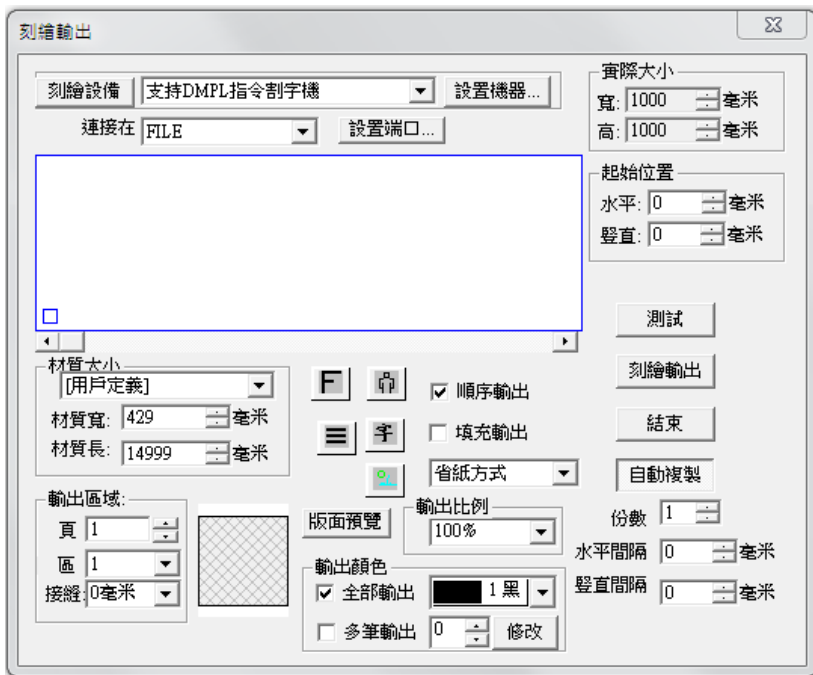 刻繪輸出
刻繪設備 支持DMPL指令割字機 設置機器...
連接在 FILE 設置端口...
實際大小
寬: 1000 毫米
高: 1000 毫米
起始位置
水平: 0 毫米
豎直: 0 毫米
測試
刻繪輸出
結束
自動複製
份數 1
水平間隔 0 毫米
豎直間隔 0 毫米
材質大小
[用戶定義]
材質寬: 429 毫米
材質長: 14999 毫米
F
字
順序輸出
填充輸出
省紙方式
輸出區域:
頁 1
區 1
接縫: 0毫米
版面預覽
輸出比例
100%
輸出顏色
全部輸出 1 黑
多筆輸出 0 修改